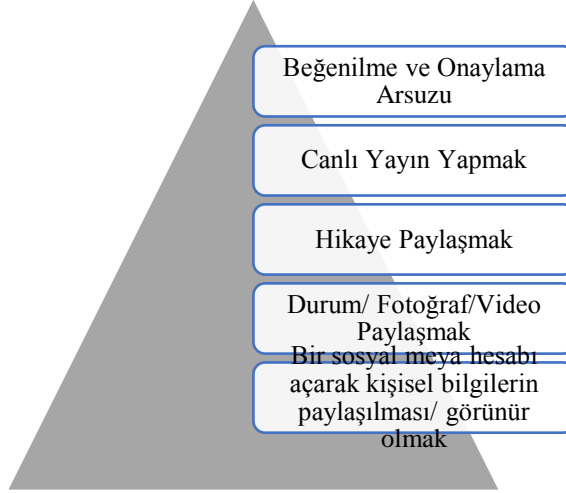 Beğenilme ve Onaylama
Arsuzu
Canlı Yayın Yapmak
Hikaye Paylaşmak
Durum/ Fotoğraf/Video
Paylaşmak
Bir sosyal meya hesabı
açarak kişisel bilgilerin
paylaşılması/ görünür
olmak